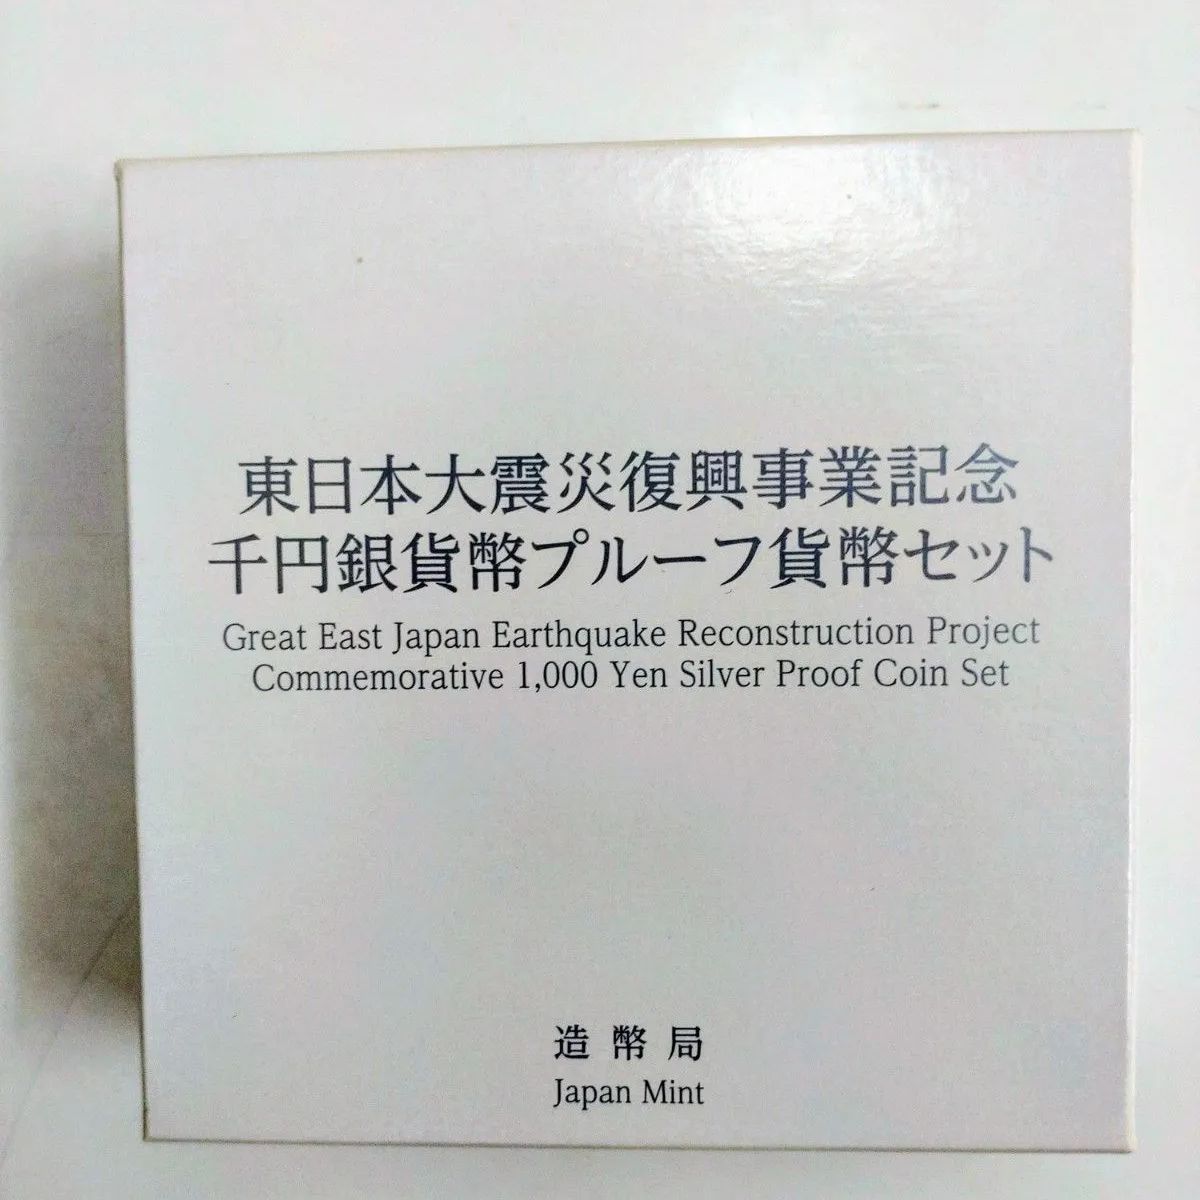 東日本大震災復興事業記念
千円銀貨幣プルーフ貨幣セット
Great East Japan Earthquake Reconstruction Project
Commemorative 1,000 Yen Silver Proof Coin Set
造幣局
Japan Mint